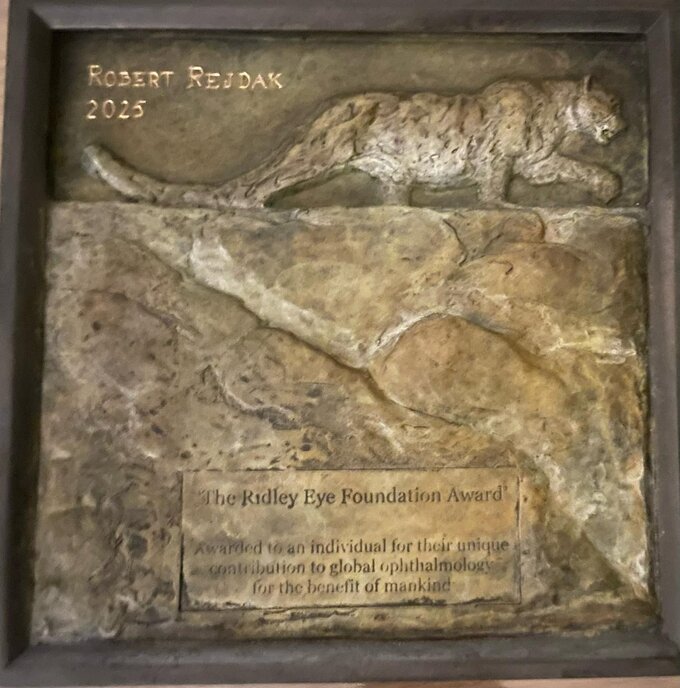 ROBERT REJDAK
2025
'The Ridley Eye Foundation Award'
Awarded to an individual for their unique
contribution to global ophthalmology
for the benefit of mankind